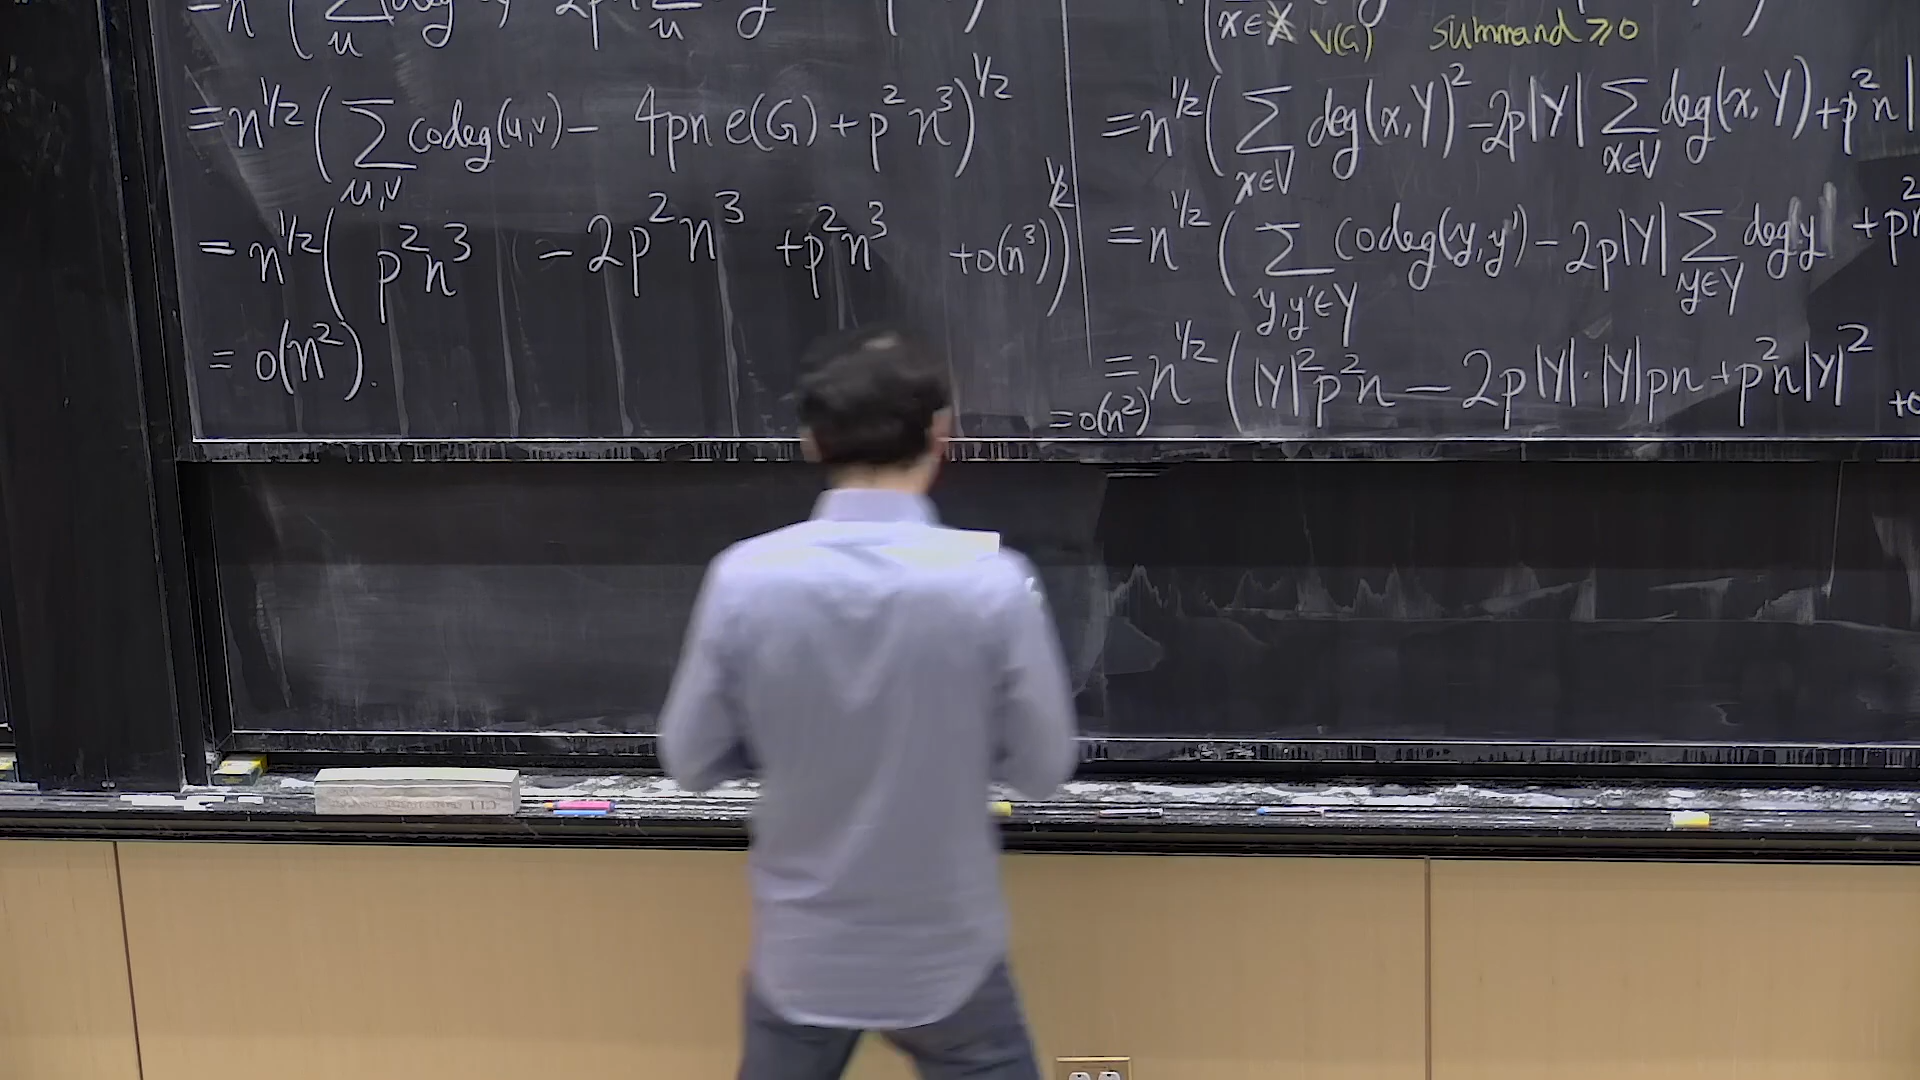 = n^{1/2} ( ∑_{u,v} codeg(u,v) − 4pn e(G) + p^2 n^3 )^{1/2}
= n^{1/2} ( p^2 n^3 − 2p^2 n^3 + p^2 n^3 + o(n^3) )^{1/2}
= o(n^2).
x∈ V(G) summand ≥ 0
= n^{1/2} ( ∑_{x∈V} deg(x,Y)^2 − 2p|Y| ∑_{x∈V} deg(x,Y) + p^2 n|
= n^{1/2} ( ∑_{y,y'∈Y} codeg(y,y') − 2p|Y| ∑_{y∈Y} deg y + p^2 n
= n^{1/2} ( |Y|^2 p^2 n − 2p|Y|·|Y|pn + p^2 n|Y|^2 + o
= o(n^2)